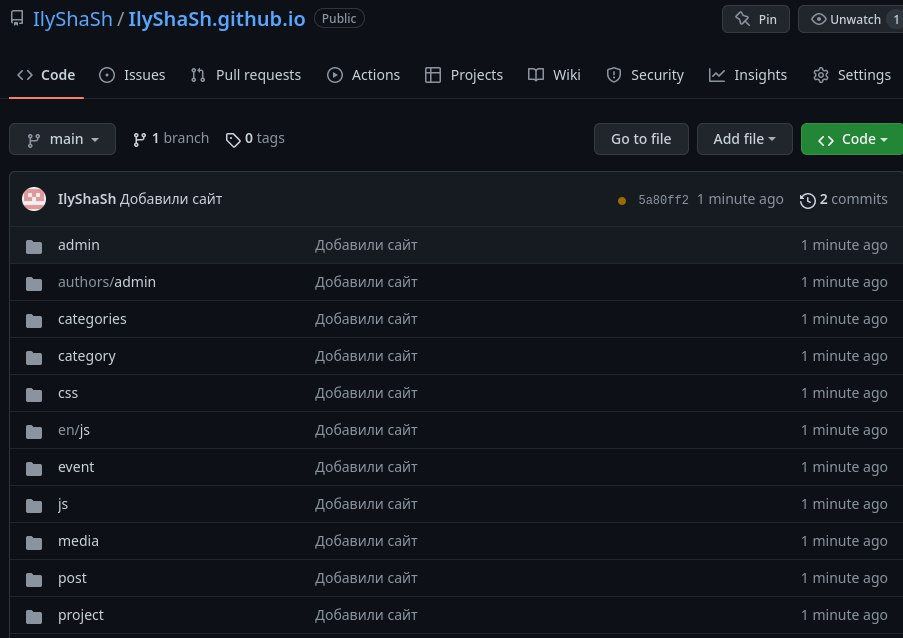 IlyShaSh / IlyShaSh.github.io Public Pin Unwatch 1
Code Issues Pull requests Actions Projects Wiki Security Insights Settings
main 1 branch 0 tags Go to file Add file Code
IlyShaSh Добавили сайт 5a80ff2 1 minute ago 2 commits
admin Добавили сайт 1 minute ago
authors/admin Добавили сайт 1 minute ago
categories Добавили сайт 1 minute ago
category Добавили сайт 1 minute ago
css Добавили сайт 1 minute ago
en/js Добавили сайт 1 minute ago
event Добавили сайт 1 minute ago
js Добавили сайт 1 minute ago
media Добавили сайт 1 minute ago
post Добавили сайт 1 minute ago
project Добавили сайт 1 minute ago